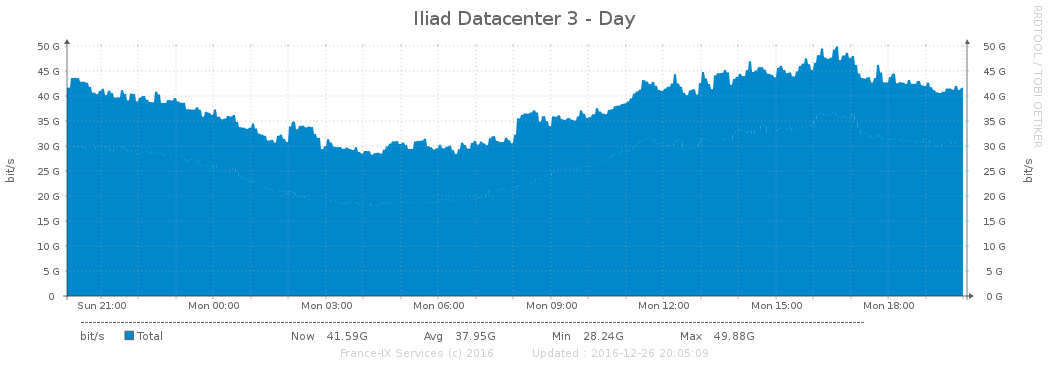 Iliad Datacenter 3 - Day
RRDTOOL / TOBI OETIKER
bit/s
50 G
45 G
40 G
35 G
30 G
25 G
20 G
15 G
10 G
5 G
0
50 G
45 G
40 G
35 G
30 G
25 G
20 G
15 G
10 G
5 G
0 G
bit/s
Sun 21:00 Mon 00:00 Mon 03:00 Mon 06:00 Mon 09:00 Mon 12:00 Mon 15:00 Mon 18:00
bit/s Total Now 41.59G Avg 37.95G Min 28.24G Max 49.88G
France-IX Services (c) 2016 Updated : 2016-12-26 20:05:09